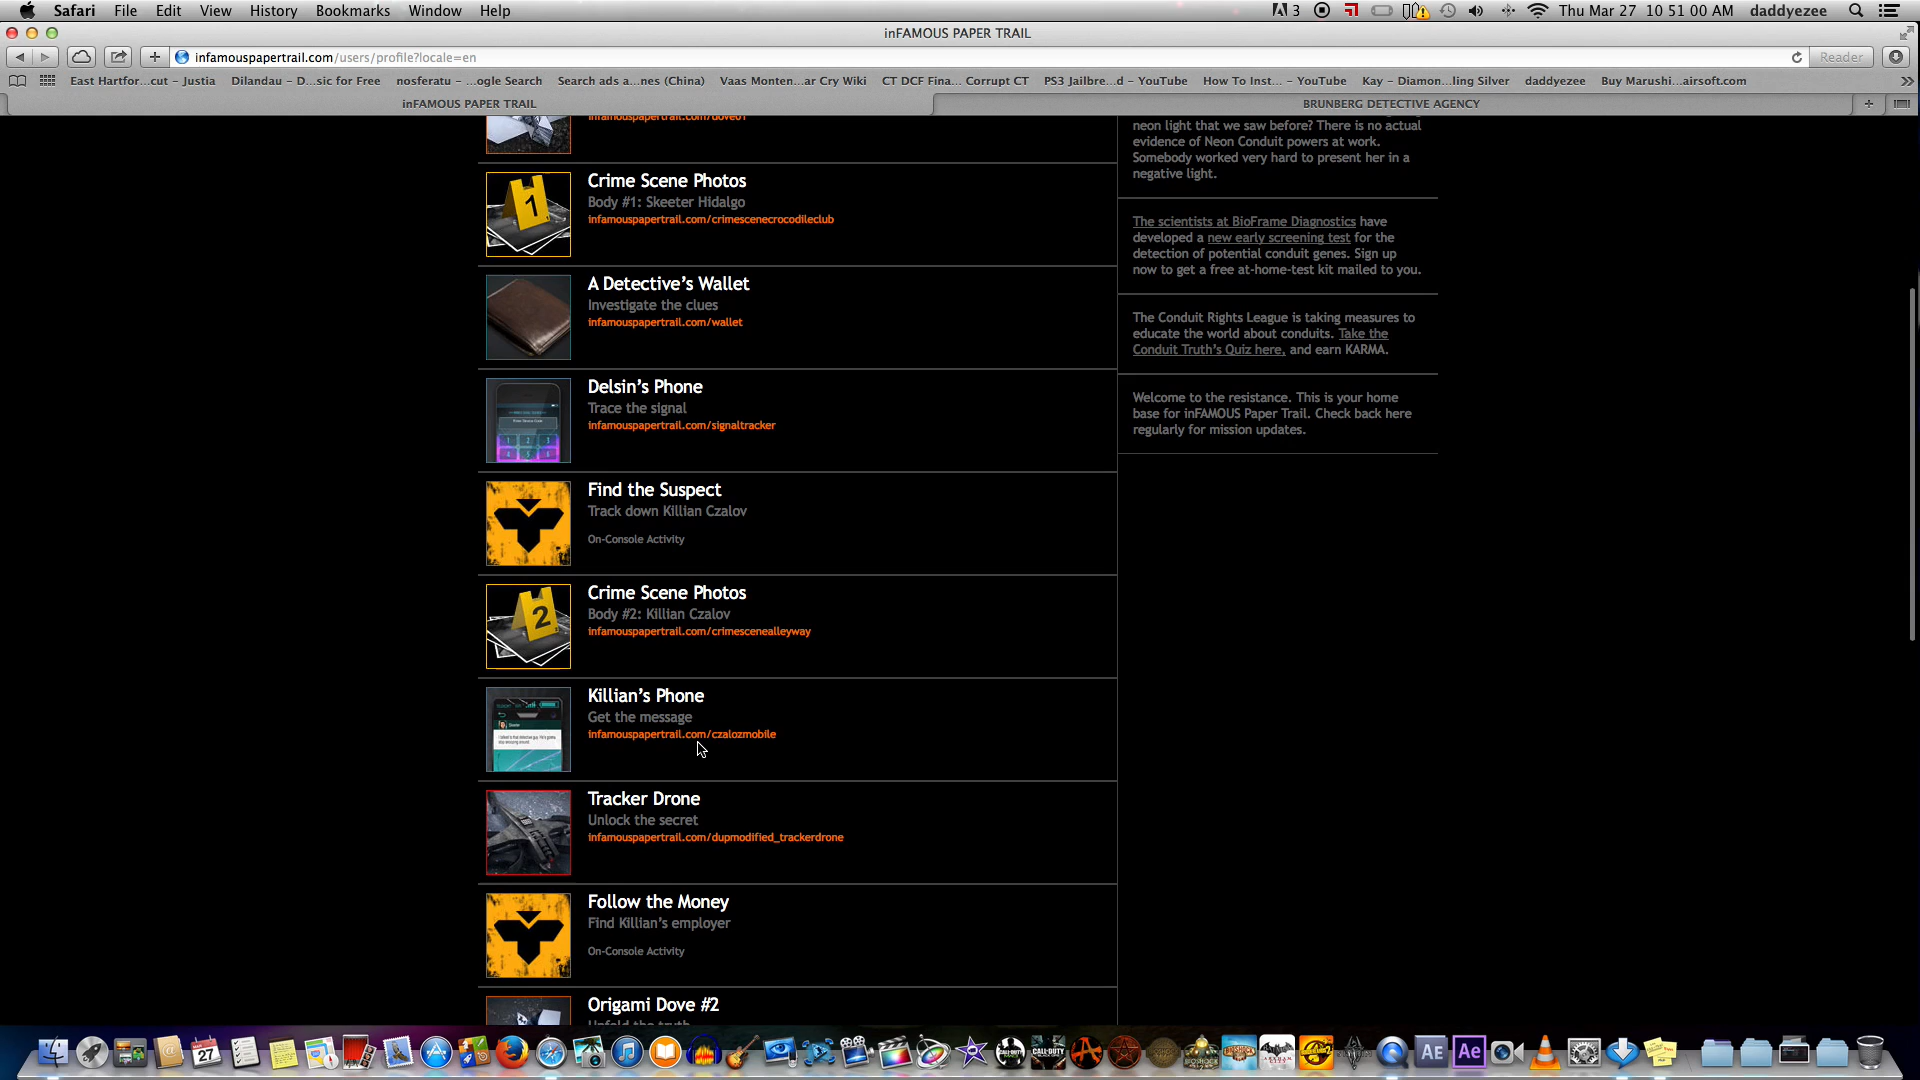 Safari File Edit View History Bookmarks Window Help
3
Thu Mar 27 10 51 00 AM daddyezee
inFAMOUS PAPER TRAIL
infamouspapertrail.com/users/profile?locale=en
Reader
East Hartfor...cut – Justia Dilandau – D...sic for Free nosferatu – ...ogle Search Search ads a...nes (China) Vaas Monten...ar Cry Wiki CT DCF Fina... Corrupt CT PS3 Jailbre...d – YouTube How To Inst... – YouTube Kay – Diamon...ling Silver daddyezee Buy Marushi...airsoft.com
inFAMOUS PAPER TRAIL
BRUNBERG DETECTIVE AGENCY
infamouspapertrail.com/dove01
Crime Scene Photos
Body #1: Skeeter Hidalgo
infamouspapertrail.com/crimescenecrocodileclub
A Detective's Wallet
Investigate the clues
infamouspapertrail.com/wallet
Delsin's Phone
Trace the signal
infamouspapertrail.com/signaltracker
Find the Suspect
Track down Killian Czalov
On-Console Activity
Crime Scene Photos
Body #2: Killian Czalov
infamouspapertrail.com/crimescenealleyway
Killian's Phone
Get the message
infamouspapertrail.com/czalozmobile
Tracker Drone
Unlock the secret
infamouspapertrail.com/dupmodified_trackerdrone
Follow the Money
Find Killian's employer
On-Console Activity
Origami Dove #2
Unfold the truth
neon light that we saw before? There is no actual
evidence of Neon Conduit powers at work.
Somebody worked very hard to present her in a
negative light.
The scientists at BioFrame Diagnostics have
developed a new early screening test for the
detection of potential conduit genes. Sign up
now to get a free at-home-test kit mailed to you.
The Conduit Rights League is taking measures to
educate the world about conduits. Take the
Conduit Truth's Quiz here, and earn KARMA.
Welcome to the resistance. This is your home
base for inFAMOUS Paper Trail. Check back here
regularly for mission updates.
1
2
27
AE
AE